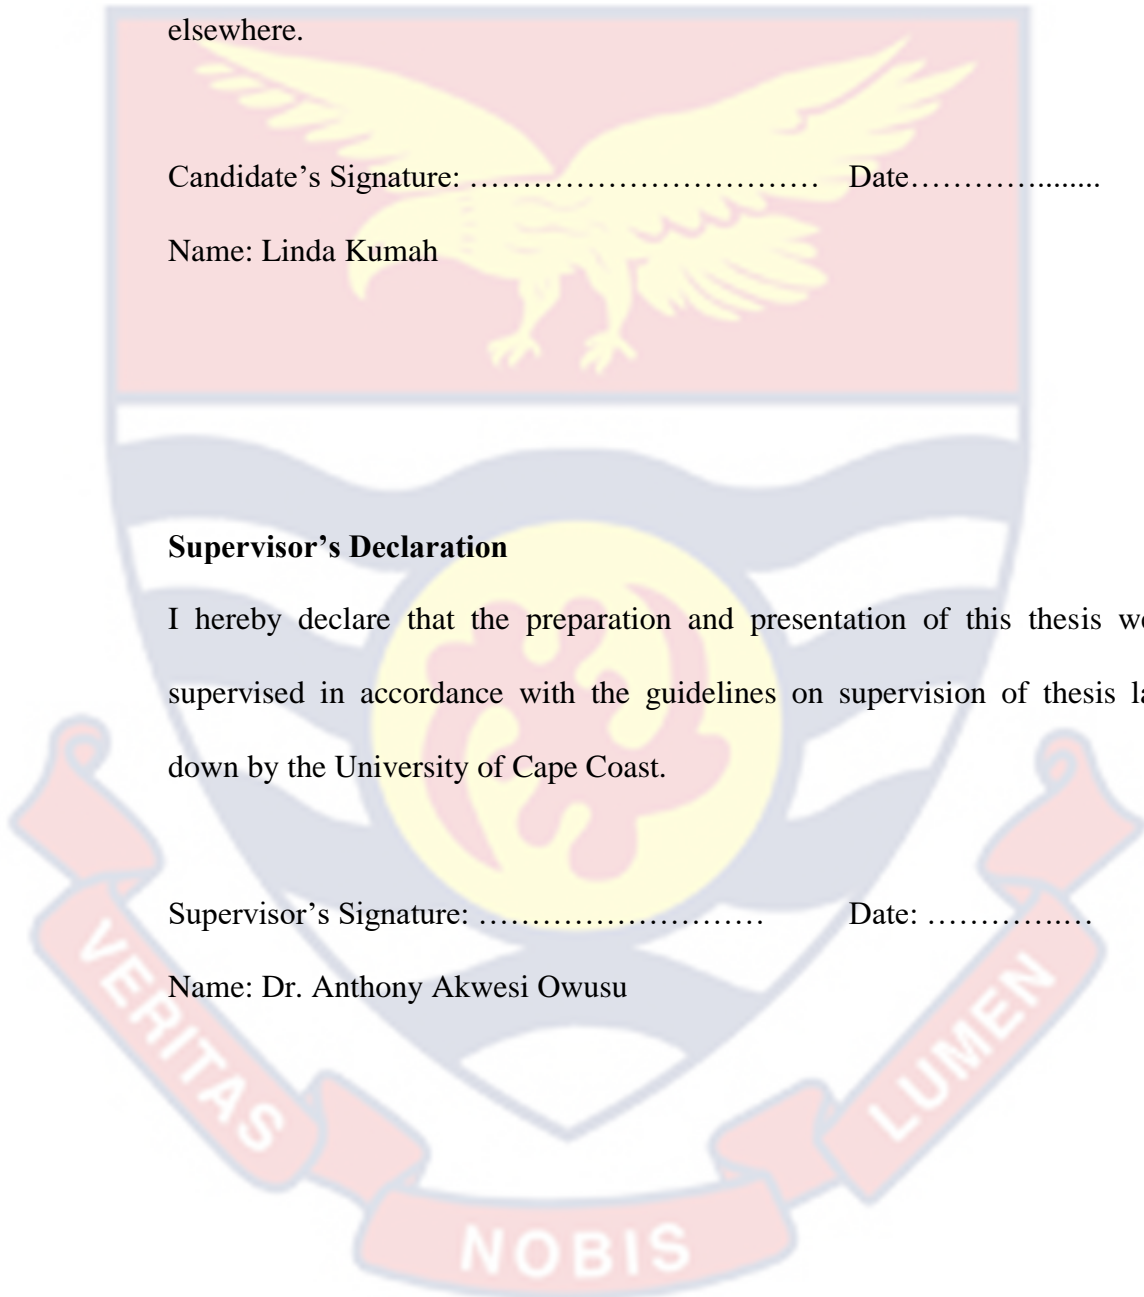 elsewhere.
Candidate’s Signature: …………………………… Date…………........
Name: Linda Kumah
Supervisor’s Declaration
I hereby declare that the preparation and presentation of this thesis
supervised in accordance with the guidelines on supervision of thesis
down by the University of Cape Coast.
Supervisor’s Signature: ……………….……… Date: ………….…
Name: Dr. Anthony Akwesi Owusu
VERITAS
NOBIS
LUMEN